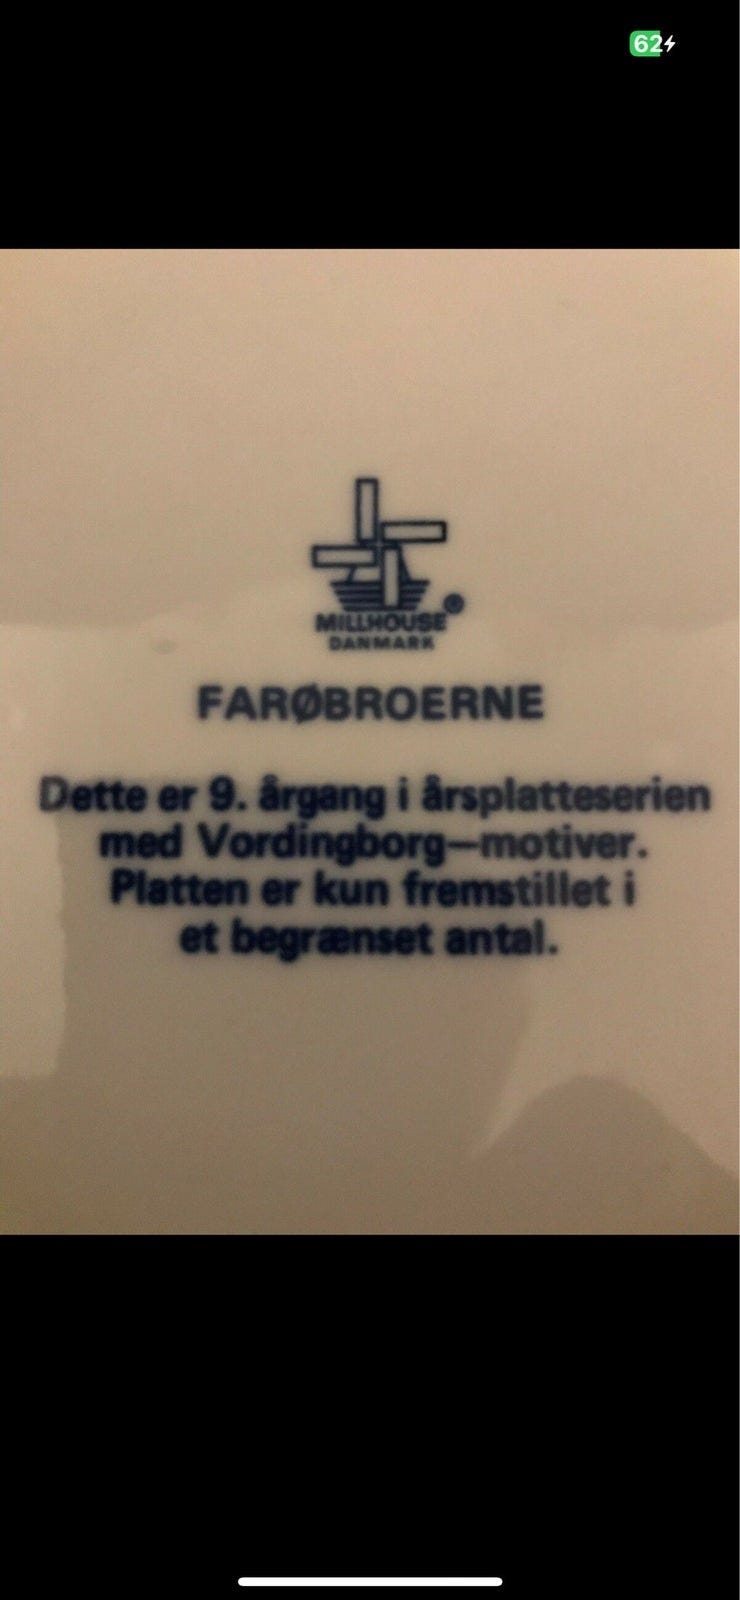 62
MILLHOUSE®
DANMARK
FARØBROERNE
Dette er 9. årgang i årsplatteserien
med Vordingborg—motiver.
Platten er kun fremstillet i
et begrænset antal.